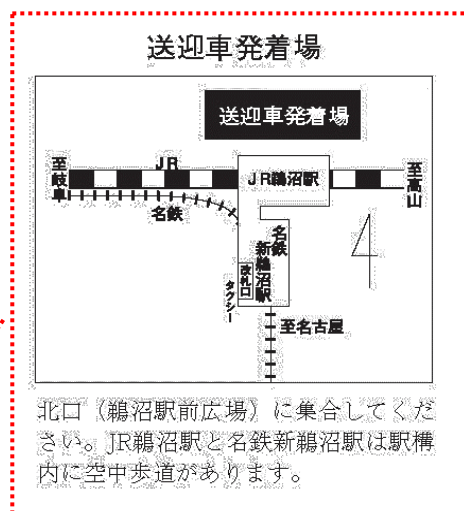 送迎車発着場
送迎車発着場
至岐阜
JR
JR鵜沼駅
至高山
名鉄
名鉄
新鵜沼駅
改札口
タクシー
至名古屋
北口（鵜沼駅前広場）に集合してくだ
さい。JR鵜沼駅と名鉄新鵜沼駅は駅構
内に空中歩道があります。